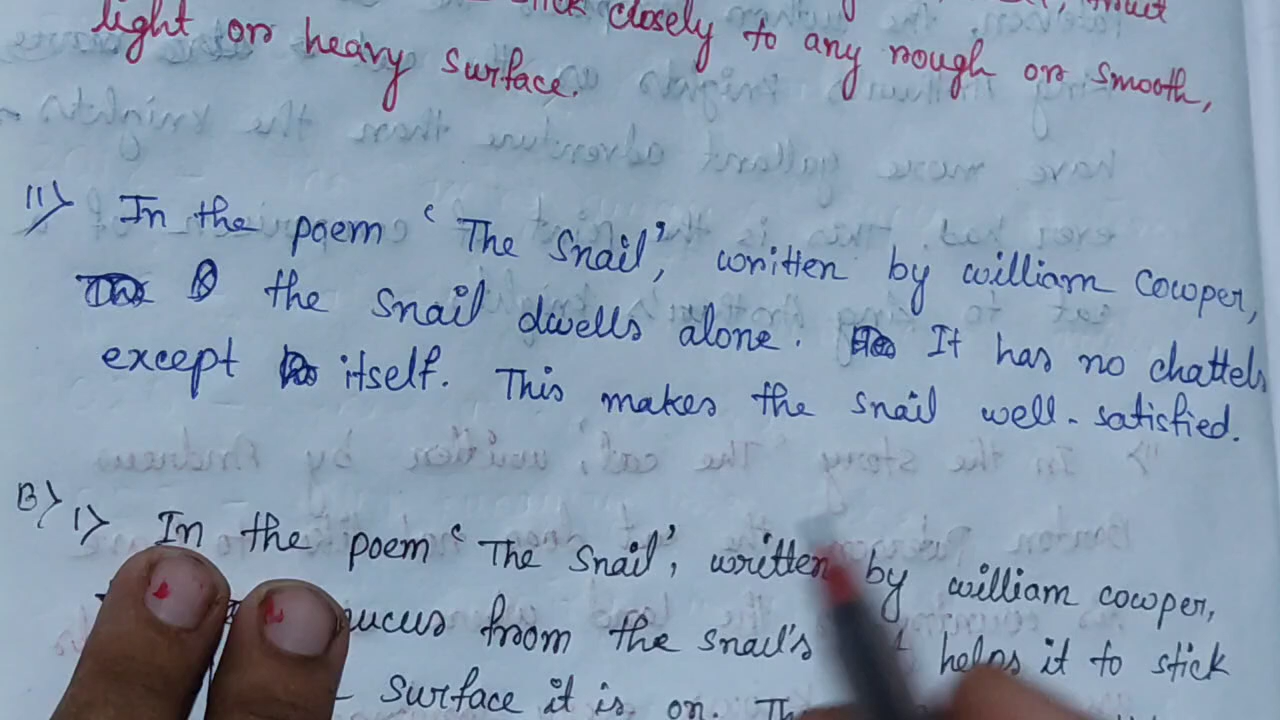 stick closely to any rough or smooth,
light or heavy surface.
11> In the poem ‘The Snail’, written by william cowper,
the snail dwells alone. It has no chattels
except itself. This makes the snail well-satisfied.
B> 1> In the poem ‘The Snail’, written by william cowper,
from the snail's helps it to stick
surface it is on.